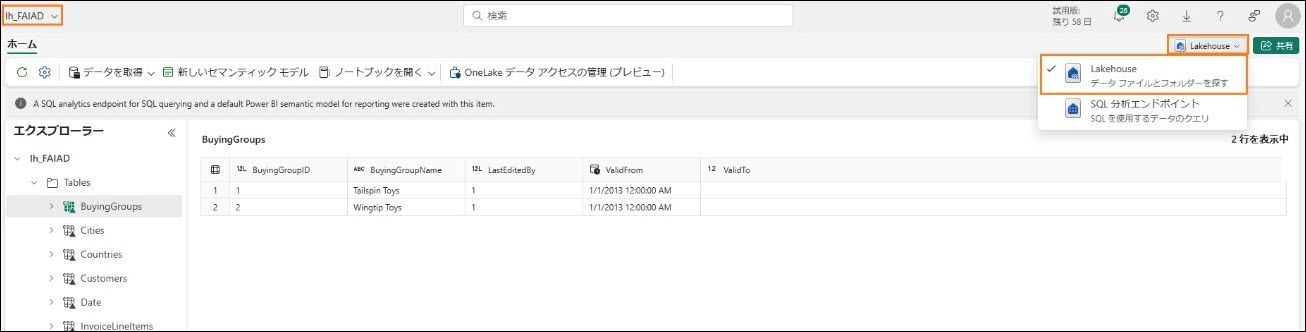 lh_FAIAD
検索
試用版:
残り 58 日
26
ホーム
Lakehouse
共有
データを取得
新しいセマンティック モデル
ノートブックを開く
OneLake データ アクセスの管理 (プレビュー)
Lakehouse
データ ファイルとフォルダーを探す
SQL 分析エンドポイント
SQL を使用するデータのクエリ
A SQL analytics endpoint for SQL querying and a default Power BI semantic model for reporting were created with this item.
エクスプローラー
lh_FAIAD
Tables
BuyingGroups
Cities
Countries
Customers
Date
InvoiceLineItems
BuyingGroups
2 行を表示中
12L BuyingGroupID ABC BuyingGroupName 12L LastEditedBy ValidFrom 12 ValidTo
1 1 Tailspin Toys 1 1/1/2013 12:00:00 AM
2 2 Wingtip Toys 1 1/1/2013 12:00:00 AM